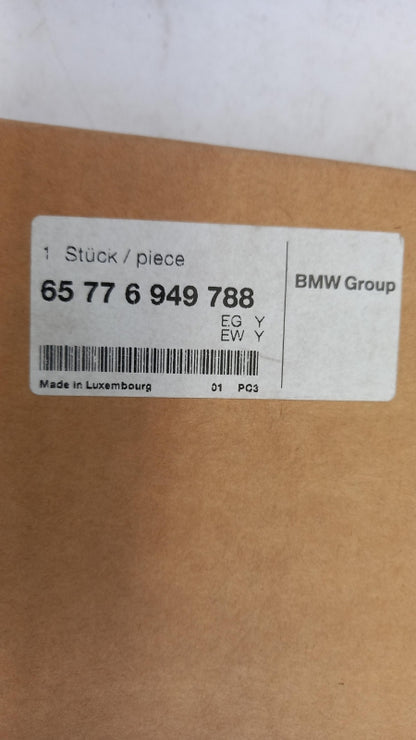 1 Stück / piece
65 77 6 949 788
EG Y
EW Y
Made in Luxembourg 01 PC3
BMW Group